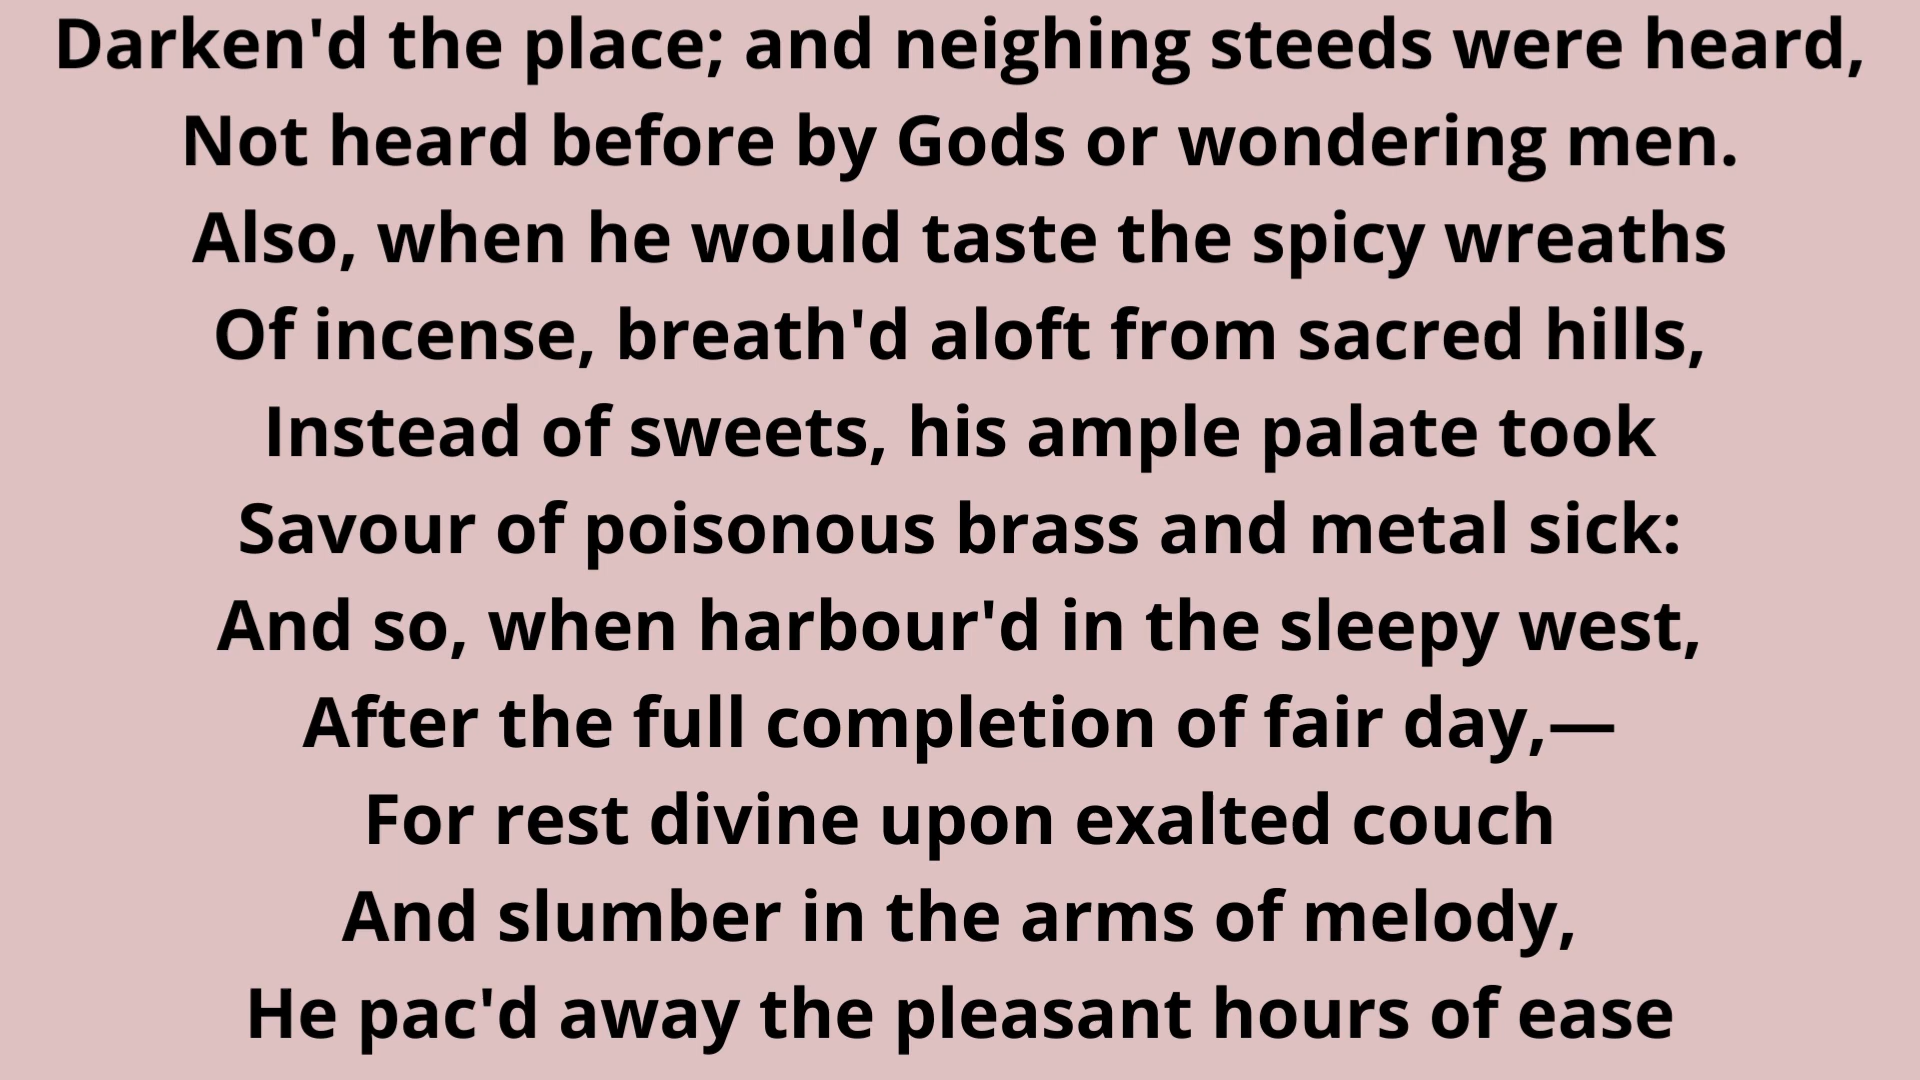 Darken'd the place; and neighing steeds were heard,
Not heard before by Gods or wondering men.
Also, when he would taste the spicy wreaths
Of incense, breath'd aloft from sacred hills,
Instead of sweets, his ample palate took
Savour of poisonous brass and metal sick:
And so, when harbour'd in the sleepy west,
After the full completion of fair day,—
For rest divine upon exalted couch
And slumber in the arms of melody,
He pac'd away the pleasant hours of ease